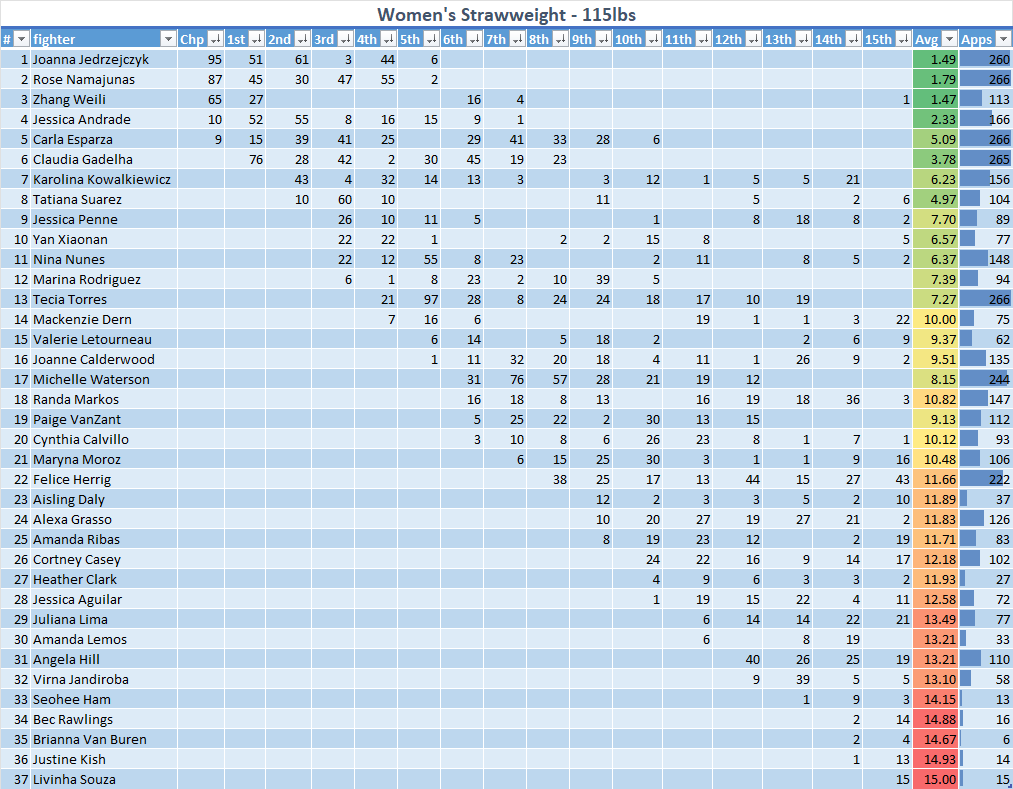 Women's Strawweight - 115lbs
# fighter Chp 1st 2nd 3rd 4th 5th 6th 7th 8th 9th 10th 11th 12th 13th 14th 15th Avg Apps
1 Joanna Jedrzejczyk 95 51 61 3 44 6 1.49 260
2 Rose Namajunas 87 45 30 47 55 2 1.79 266
3 Zhang Weili 65 27 16 4 1 1.47 113
4 Jessica Andrade 10 52 55 8 16 15 9 1 2.33 166
5 Carla Esparza 9 15 39 41 25 29 41 33 28 6 5.09 266
6 Claudia Gadelha 76 28 42 2 30 45 19 23 3.78 265
7 Karolina Kowalkiewicz 43 4 32 14 13 3 3 12 1 5 5 21 6.23 156
8 Tatiana Suarez 10 60 10 11 5 2 6 4.97 104
9 Jessica Penne 26 10 11 5 1 8 18 8 2 7.70 89
10 Yan Xiaonan 22 22 1 2 2 15 8 5 6.57 77
11 Nina Nunes 22 12 55 8 23 2 11 8 5 2 6.37 148
12 Marina Rodriguez 6 1 8 23 2 10 39 5 7.39 94
13 Tecia Torres 21 97 28 8 24 24 18 17 10 19 7.27 266
14 Mackenzie Dern 7 16 6 19 1 1 3 22 10.00 75
15 Valerie Letourneau 6 14 5 18 2 2 6 9 9.37 62
16 Joanne Calderwood 1 11 32 20 18 4 11 1 26 9 2 9.51 135
17 Michelle Waterson 31 76 57 28 21 19 12 8.15 244
18 Randa Markos 16 18 8 13 16 19 18 36 3 10.82 147
19 Paige VanZant 5 25 22 2 30 13 15 9.13 112
20 Cynthia Calvillo 3 10 8 6 26 23 8 1 7 1 10.12 93
21 Maryna Moroz 6 15 25 30 3 1 1 9 16 10.48 106
22 Felice Herrig 38 25 17 13 44 15 27 43 11.66 222
23 Aisling Daly 12 2 3 3 5 2 10 11.89 37
24 Alexa Grasso 10 20 27 19 27 21 2 11.83 126
25 Amanda Ribas 8 19 23 12 2 19 11.71 83
26 Cortney Casey 24 22 16 9 14 17 12.18 102
27 Heather Clark 4 9 6 3 3 2 11.93 27
28 Jessica Aguilar 1 19 15 22 4 11 12.58 72
29 Juliana Lima 6 14 14 22 21 13.49 77
30 Amanda Lemos 6 8 19 13.21 33
31 Angela Hill 40 26 25 19 13.21 110
32 Virna Jandiroba 9 39 5 5 13.10 58
33 Seohee Ham 1 9 3 14.15 13
34 Bec Rawlings 2 14 14.88 16
35 Brianna Van Buren 2 4 14.67 6
36 Justine Kish 1 13 14.93 14
37 Livinha Souza 15 15.00 15